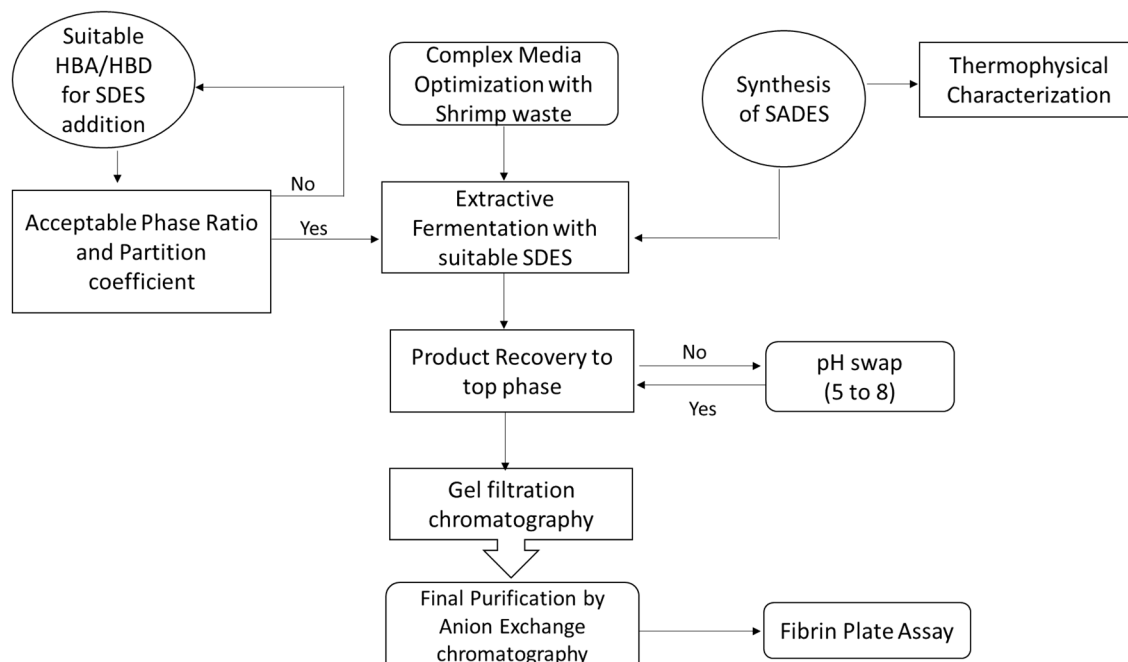 Suitable
HBA/HBD
for SDES
addition
Complex Media
Optimization with
Shrimp waste
Synthesis
of SADES
Thermophysical
Characterization
No
Acceptable Phase Ratio
and Partition
coefficient
Yes
Extractive
Fermentation with
suitable SDES
Product Recovery to
top phase
No
Yes
pH swap
(5 to 8)
Gel filtration
chromatography
Final Purification by
Anion Exchange
chromatography
Fibrin Plate Assay